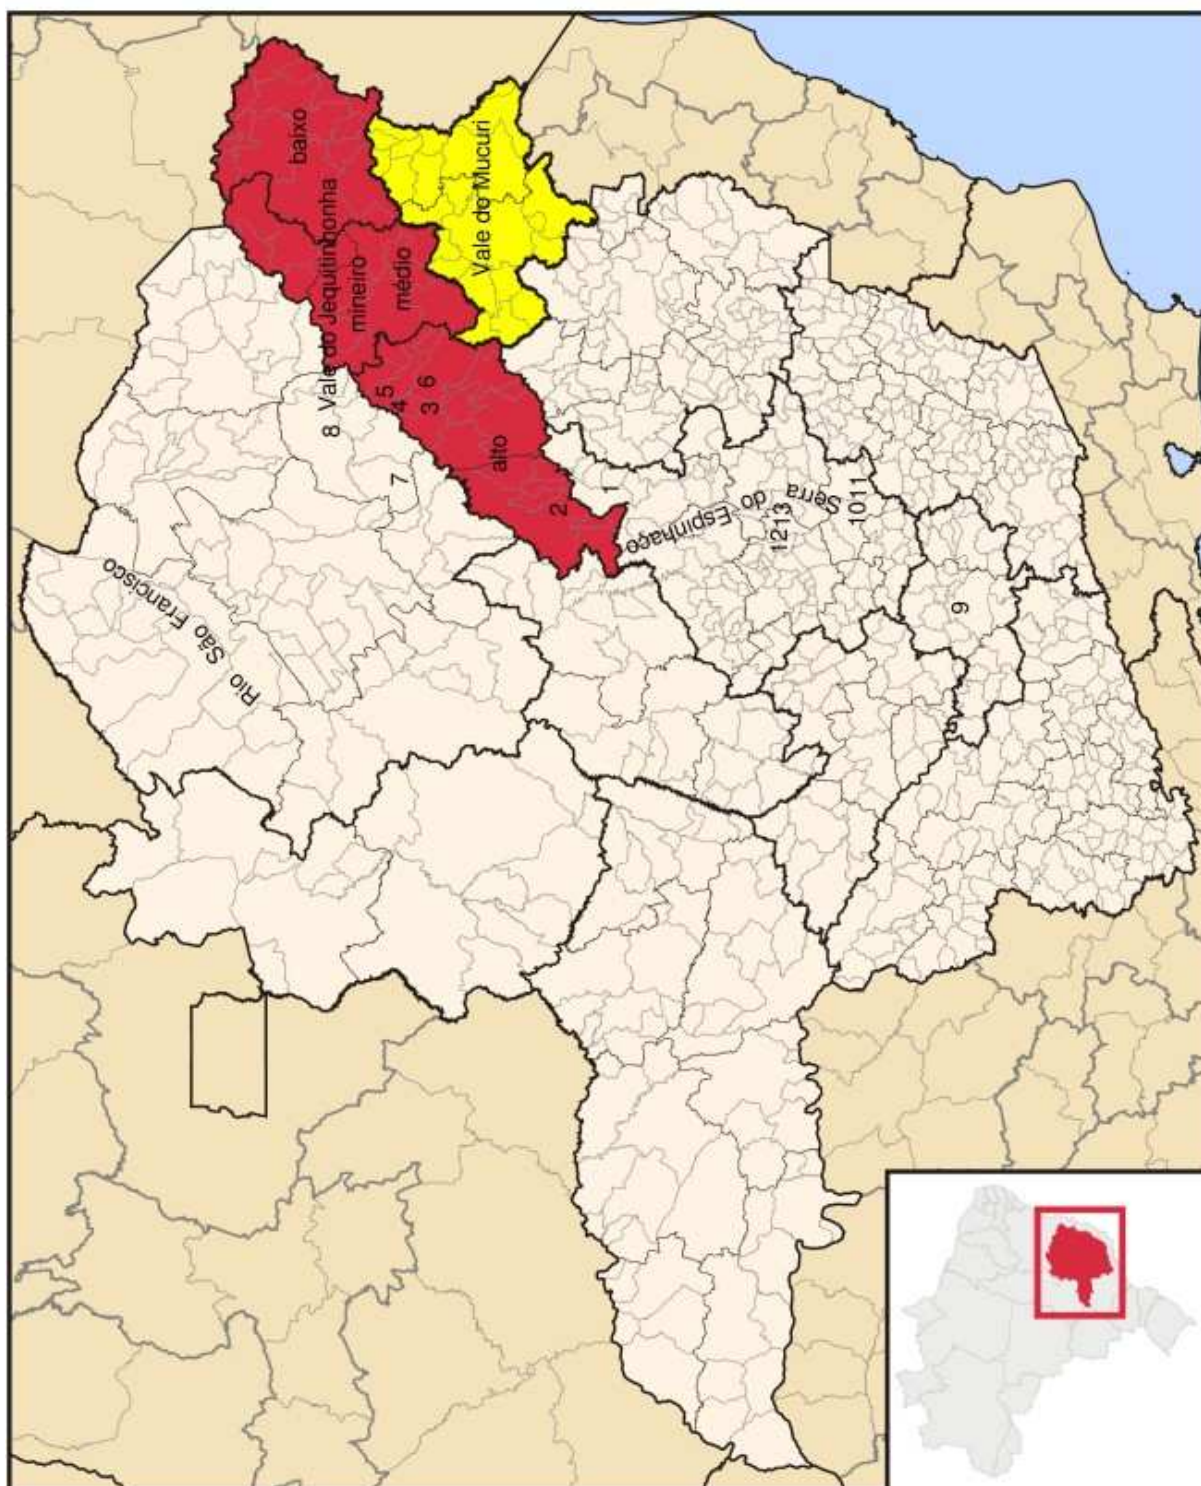 Rio São Francisco
8
Vale do Jequitinhonha
mineiro
baixo
médio
5
4
3 6
7
alto
Vale do Mucuri
2
1
Serra do Espinhaço
1213
1011
9